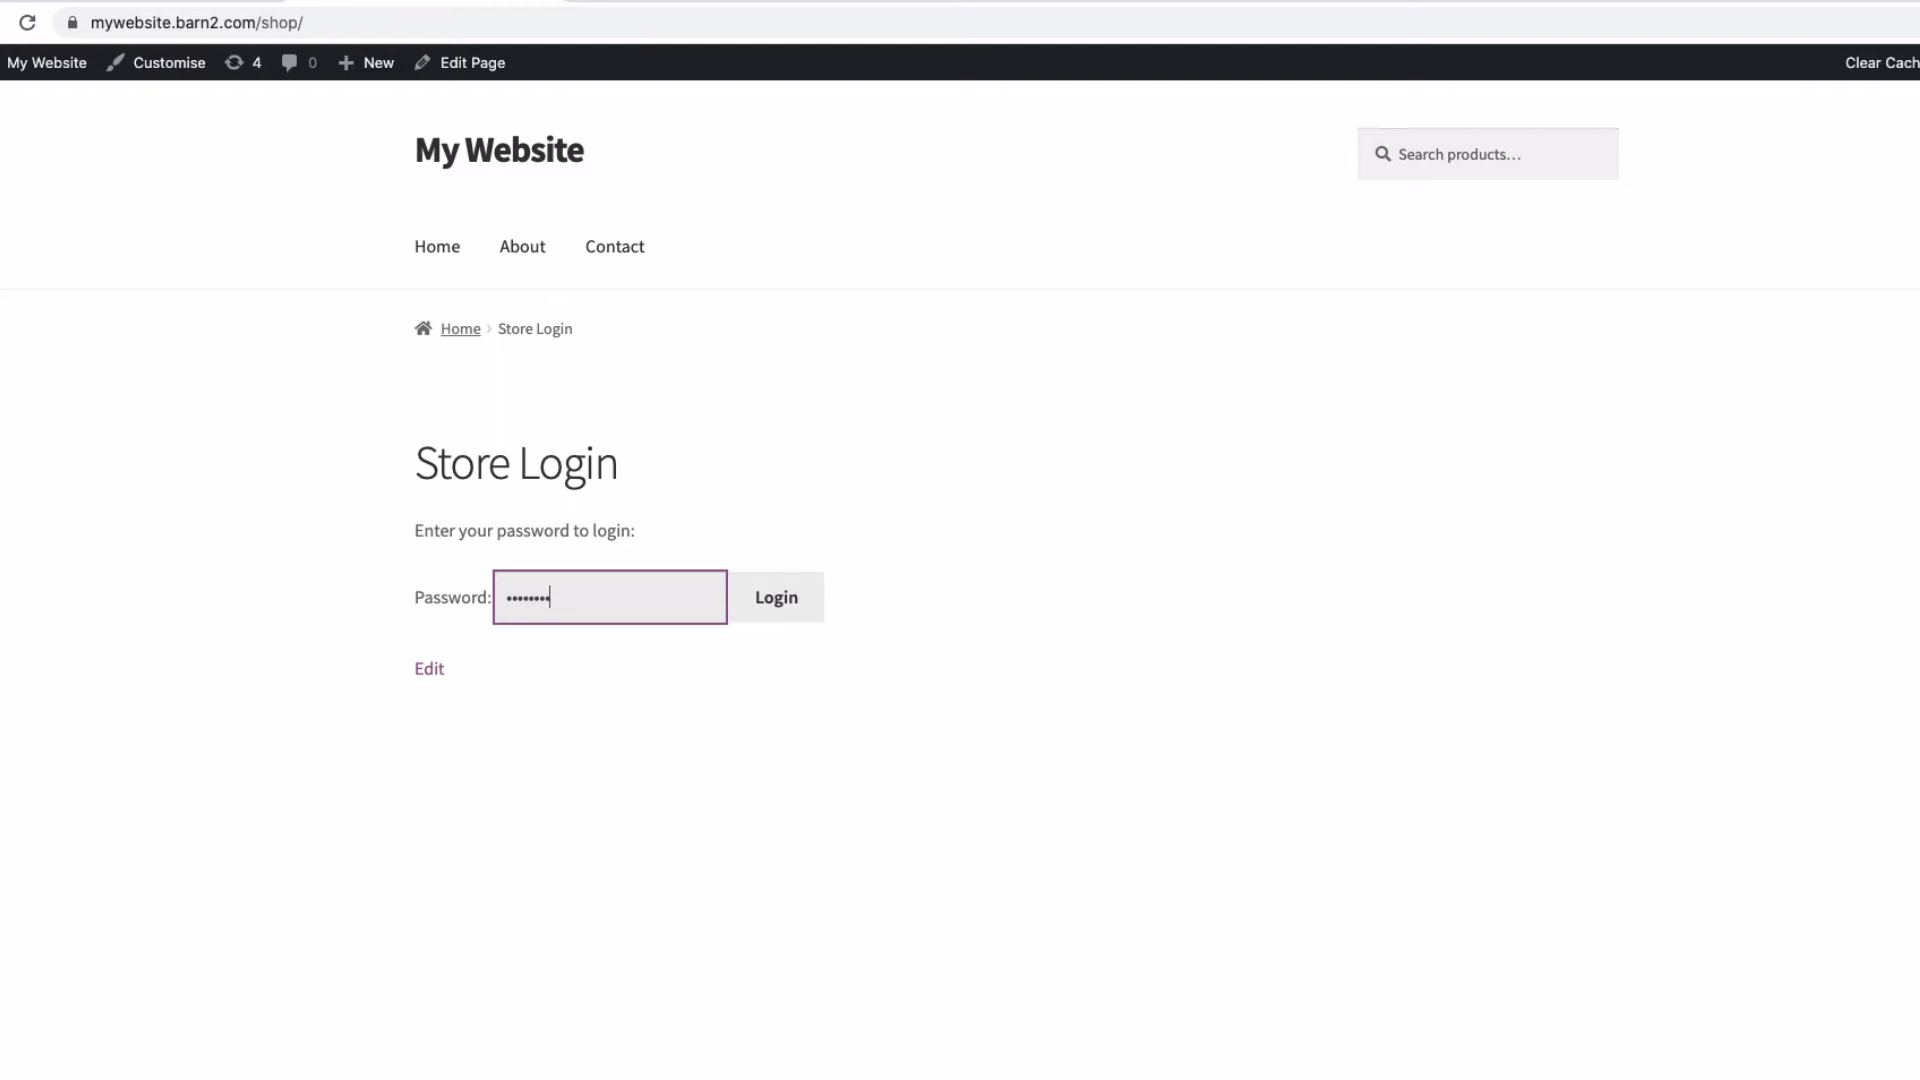 mywebsite.barn2.com/shop/
My Website Customise 4 0 New Edit Page Clear Cach
My Website
Search products…
Home About Contact
Home Store Login
Store Login
Enter your password to login:
Password: •••••••• Login
Edit